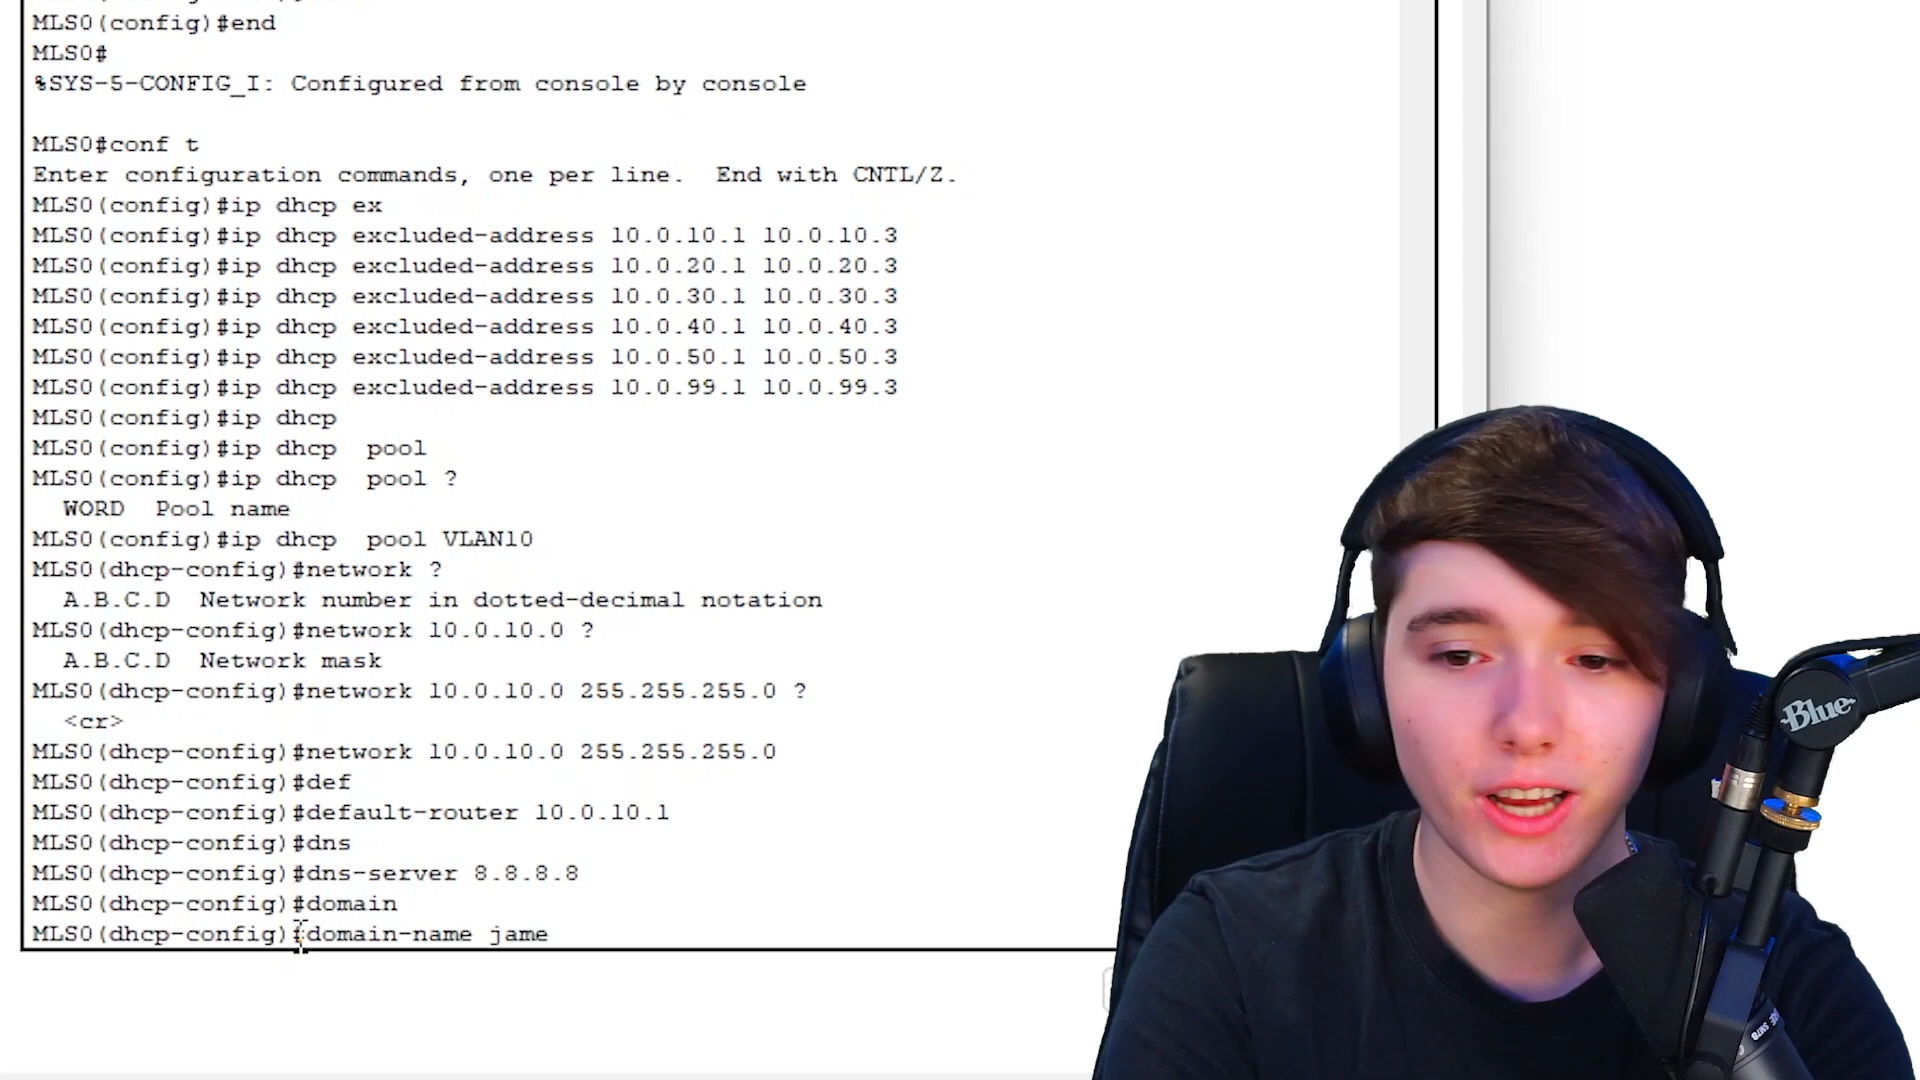 MLS0(config)#end
MLS0#
%SYS-5-CONFIG_I: Configured from console by console
MLS0#conf t
Enter configuration commands, one per line.  End with CNTL/Z.
MLS0(config)#ip dhcp ex
MLS0(config)#ip dhcp excluded-address 10.0.10.1 10.0.10.3
MLS0(config)#ip dhcp excluded-address 10.0.20.1 10.0.20.3
MLS0(config)#ip dhcp excluded-address 10.0.30.1 10.0.30.3
MLS0(config)#ip dhcp excluded-address 10.0.40.1 10.0.40.3
MLS0(config)#ip dhcp excluded-address 10.0.50.1 10.0.50.3
MLS0(config)#ip dhcp excluded-address 10.0.99.1 10.0.99.3
MLS0(config)#ip dhcp
MLS0(config)#ip dhcp  pool
MLS0(config)#ip dhcp  pool ?
  WORD  Pool name
MLS0(config)#ip dhcp  pool VLAN10
MLS0(dhcp-config)#network ?
  A.B.C.D  Network number in dotted-decimal notation
MLS0(dhcp-config)#network 10.0.10.0 ?
  A.B.C.D  Network mask
MLS0(dhcp-config)#network 10.0.10.0 255.255.255.0 ?
  <cr>
MLS0(dhcp-config)#network 10.0.10.0 255.255.255.0
MLS0(dhcp-config)#def
MLS0(dhcp-config)#default-router 10.0.10.1
MLS0(dhcp-config)#dns
MLS0(dhcp-config)#dns-server 8.8.8.8
MLS0(dhcp-config)#domain
MLS0(dhcp-config)#domain-name jame
Blue
SM7B